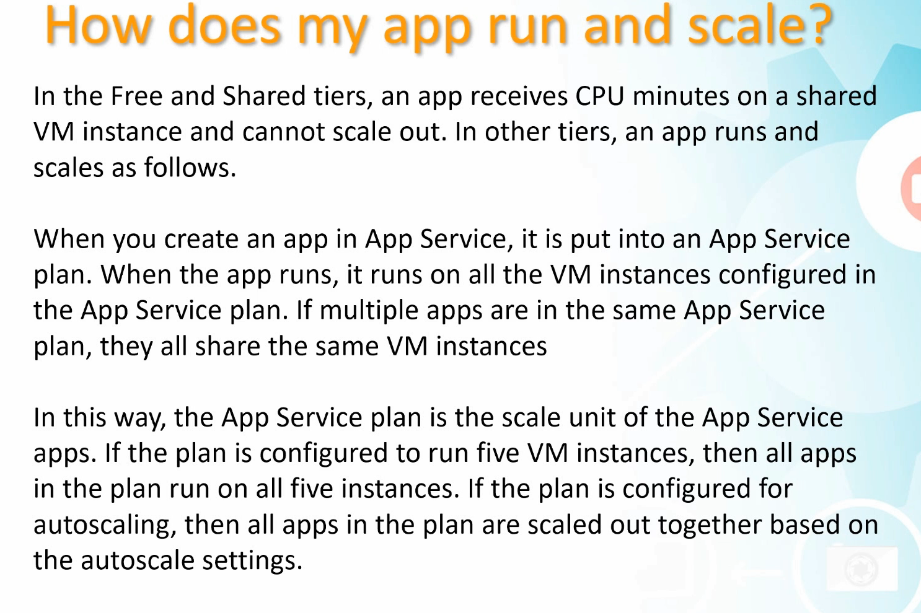 How does my app run and scale?
In the Free and Shared tiers, an app receives CPU minutes on a shared
VM instance and cannot scale out. In other tiers, an app runs and
scales as follows.
When you create an app in App Service, it is put into an App Service
plan. When the app runs, it runs on all the VM instances configured in
the App Service plan. If multiple apps are in the same App Service
plan, they all share the same VM instances
In this way, the App Service plan is the scale unit of the App Service
apps. If the plan is configured to run five VM instances, then all apps
in the plan run on all five instances. If the plan is configured for
autoscaling, then all apps in the plan are scaled out together based on
the autoscale settings.